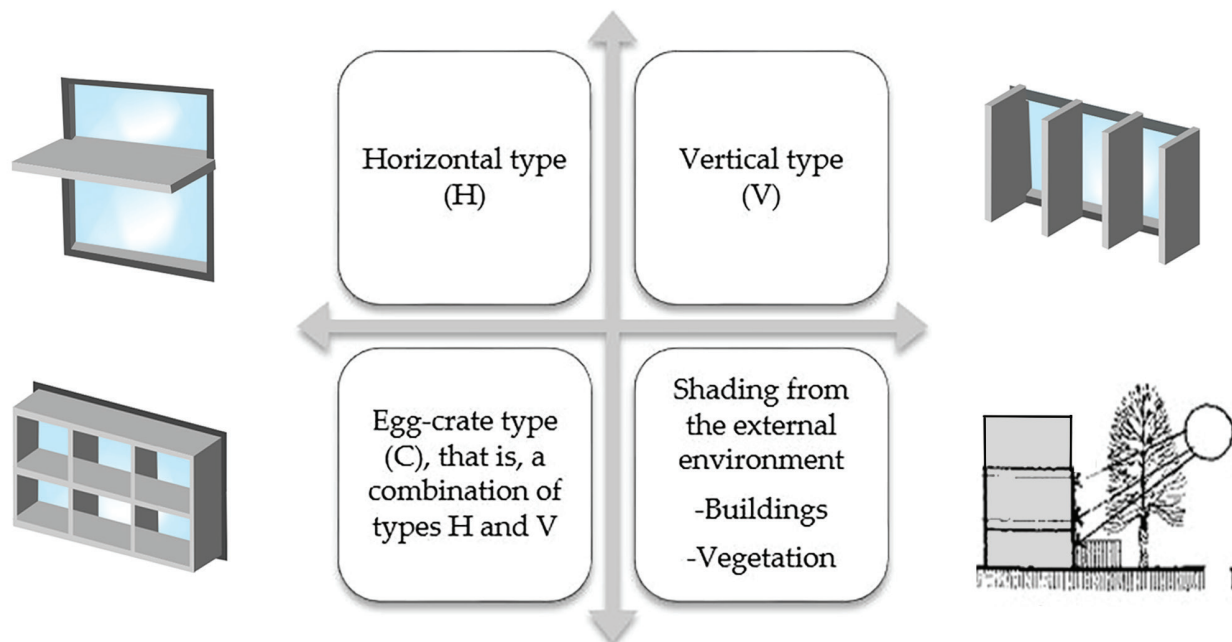 Horizontal type
(H)
Vertical type
(V)
Egg-crate type
(C), that is, a
combination of
types H and V
Shading from
the external
environment
-Buildings
-Vegetation